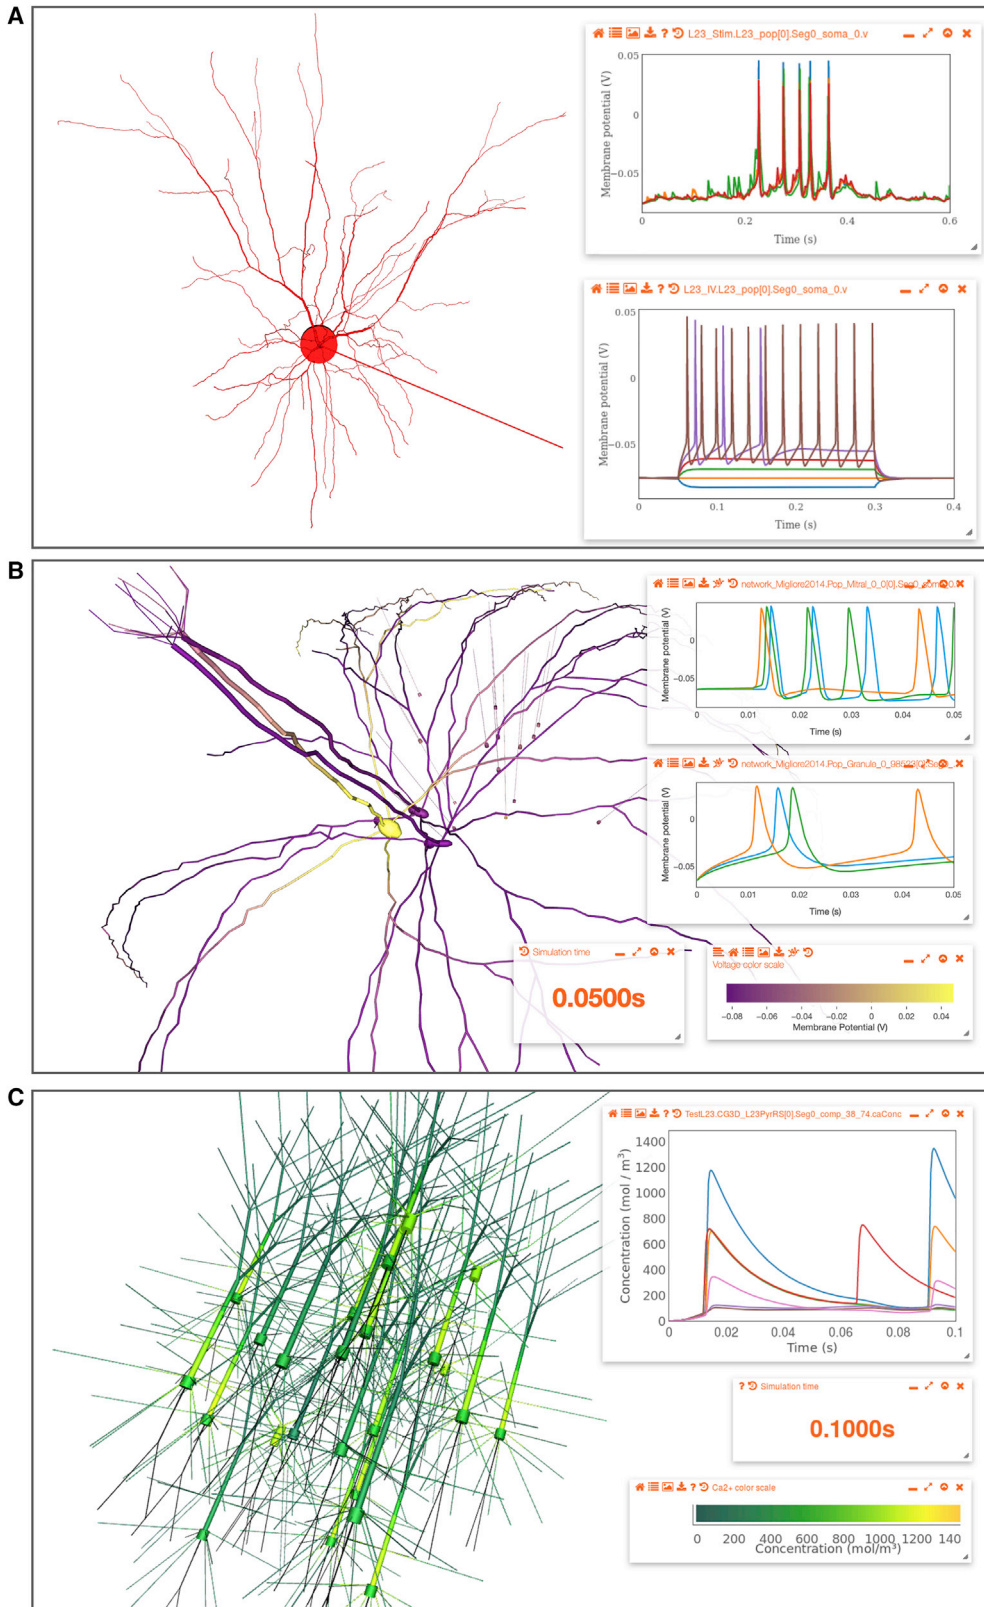 A
L23_Stim.L23_pop[0].Seg0_soma_0.v
Membrane potential (V)
0.05
0
−0.05
0 0.2 0.4 0.6
Time (s)
L23_IV.L23_pop[0].Seg0_soma_0.v
Membrane potential (V)
0.05
0
−0.05
0 0.1 0.2 0.3 0.4
Time (s)
B
network_Migliore2014.Pop_Mitral_0_0[0].Seg0_soma_0.
Membrane potential (V)
0
−0.05
0 0.01 0.02 0.03 0.04 0.05
Time (s)
Membrane potential (V)
0
−0.05
0 0.01 0.02 0.03 0.04 0.05
Time (s)
Simulation time
0.0500s
Voltage color scale
−0.08 −0.06 −0.04 −0.02 0 0.02 0.04
Membrane Potential (V)
C
TestL23.CG3D_L23PyrRS[0].Seg0_comp_38_74.caConc
Concentration (mol / m³)
1400
1200
1000
800
600
400
200
0
0 0.02 0.04 0.06 0.08 0.1
Time (s)
Simulation time
0.1000s
Ca2+ color scale
0 200 400 600 800 1000 1200 140
Concentration (mol/m³)